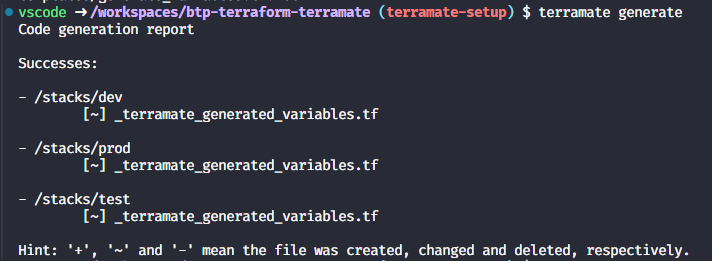 vscode ➜ /workspaces/btp-terraform-terramate (terramate-setup) $ terramate generate
Code generation report
Successes:
- /stacks/dev
[~] _terramate_generated_variables.tf
- /stacks/prod
[~] _terramate_generated_variables.tf
- /stacks/test
[~] _terramate_generated_variables.tf
Hint: '+', '~' and '-' mean the file was created, changed and deleted, respectively.